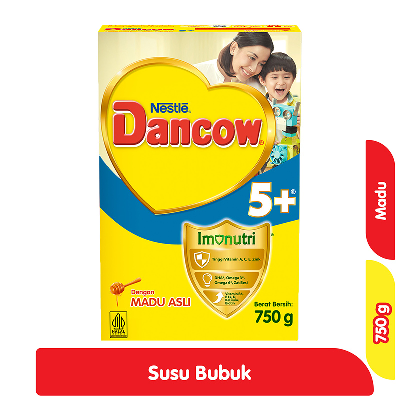 Nestlé
Dancow
5+
Imunutri
Dengan
MADU ASLI
Berat Bersih:
750 g
Madu
750 g
Susu Bubuk